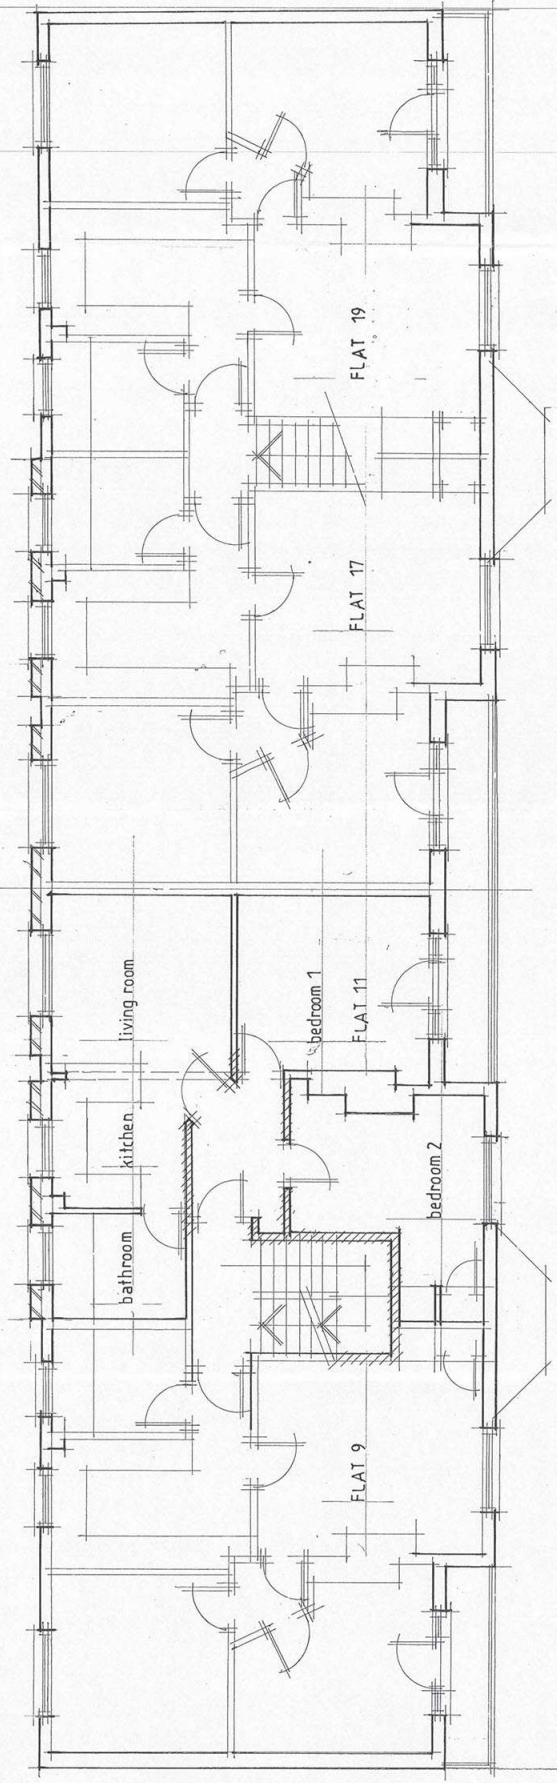 FLAT 19
FLAT 17
living room
bedroom 1
FLAT 11
kitchen
bedroom 2
bathroom
FLAT 9